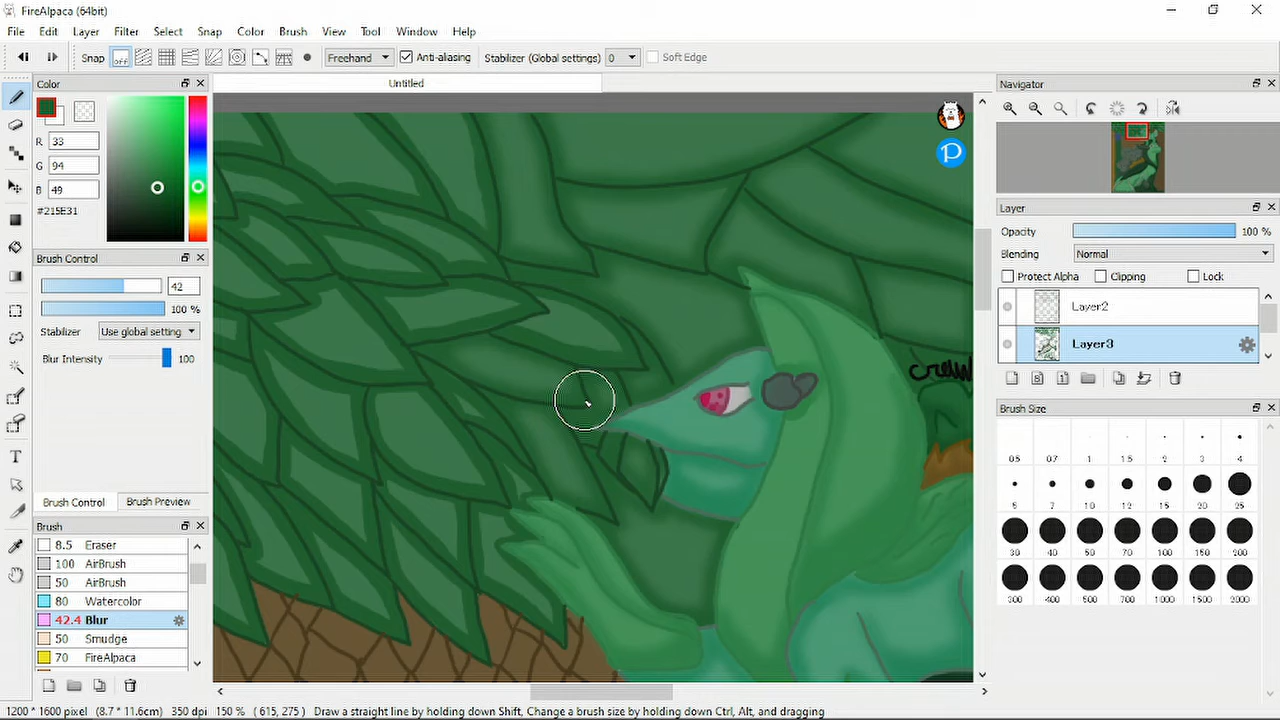 FireAlpaca (64bit)
File Edit Layer Filter Select Snap Color Brush View Tool Window Help
Snap off Freehand Anti-aliasing Stabilizer (Global settings) 0 Soft Edge
Color
Untitled
Navigator
R 33
G 94
B 49
#215E31
P
Layer
Opacity 100 %
Blending Normal
Protect Alpha Clipping Lock
Layer2
Layer3
Brush Control
42
100 %
Stabilizer Use global setting
Blur Intensity 100
Brush Control Brush Preview
Brush
8.5 Eraser
100 AirBrush
50 AirBrush
80 Watercolor
42.4 Blur
50 Smudge
70 FireAlpaca
Brush Size
0.5 0.7 1 1.5 2 3 4
5 7 10 12 15 20 25
30 40 50 70 100 150 200
300 400 500 700 1000 1500 2000
1200 * 1600 pixel (8.7 * 11.6cm) 350 dpi 150 % ( 615, 275 ) Draw a straight line by holding down Shift, Change a brush size by holding down Ctrl, Alt, and dragging